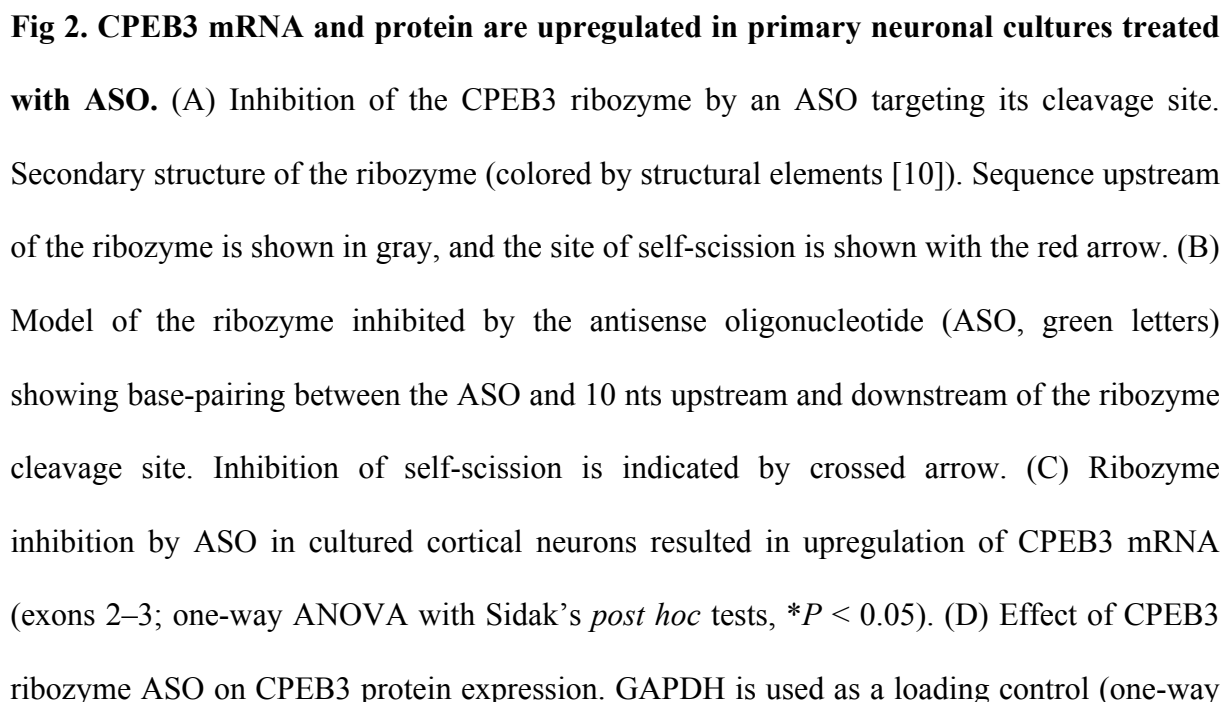 Fig 2. CPEB3 mRNA and protein are upregulated in primary neuronal cultures treated
with ASO. (A) Inhibition of the CPEB3 ribozyme by an ASO targeting its cleavage site.
Secondary structure of the ribozyme (colored by structural elements [10]). Sequence upstream
of the ribozyme is shown in gray, and the site of self-scission is shown with the red arrow. (B)
Model of the ribozyme inhibited by the antisense oligonucleotide (ASO, green letters)
showing base-pairing between the ASO and 10 nts upstream and downstream of the ribozyme
cleavage site. Inhibition of self-scission is indicated by crossed arrow. (C) Ribozyme
inhibition by ASO in cultured cortical neurons resulted in upregulation of CPEB3 mRNA
(exons 2–3; one-way ANOVA with Sidak’s post hoc tests, *P < 0.05). (D) Effect of CPEB3
ribozyme ASO on CPEB3 protein expression. GAPDH is used as a loading control (one-way